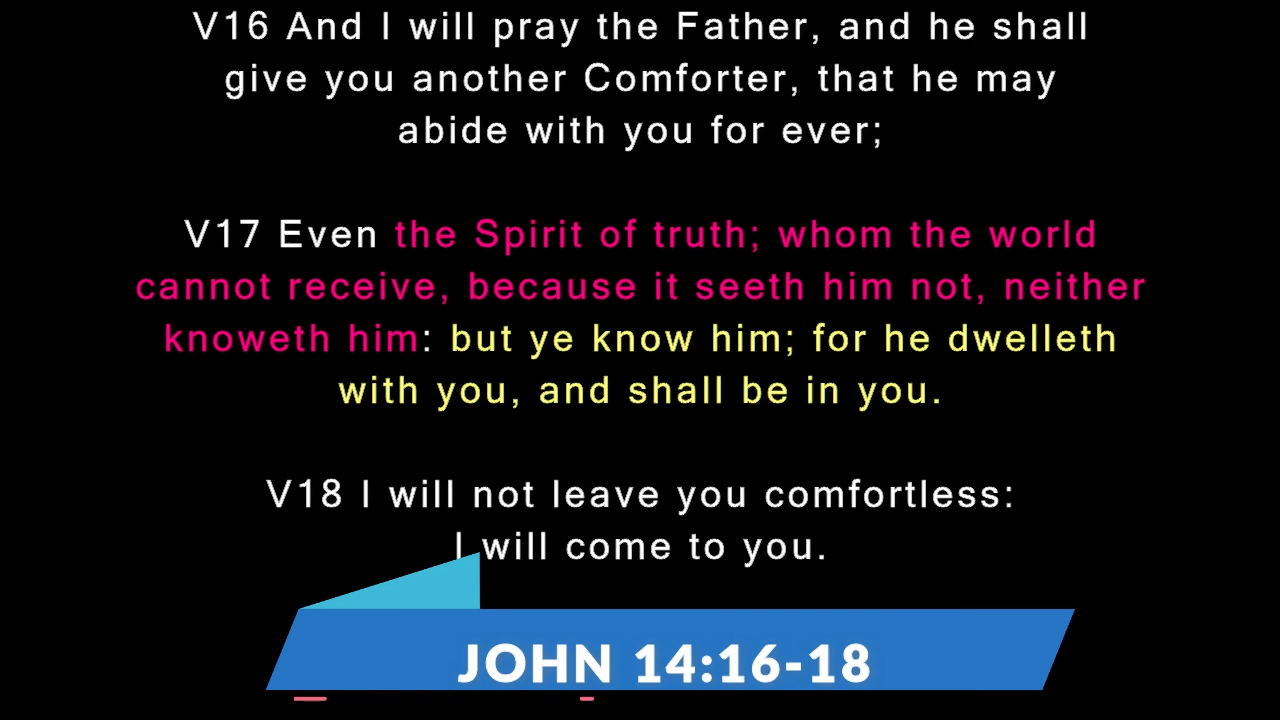 V16 And I will pray the Father, and he shall
give you another Comforter, that he may
abide with you for ever;
V17 Even the Spirit of truth; whom the world
cannot receive, because it seeth him not, neither
knoweth him: but ye know him; for he dwelleth
with you, and shall be in you.
V18 I will not leave you comfortless:
I will come to you.
JOHN 14:16-18